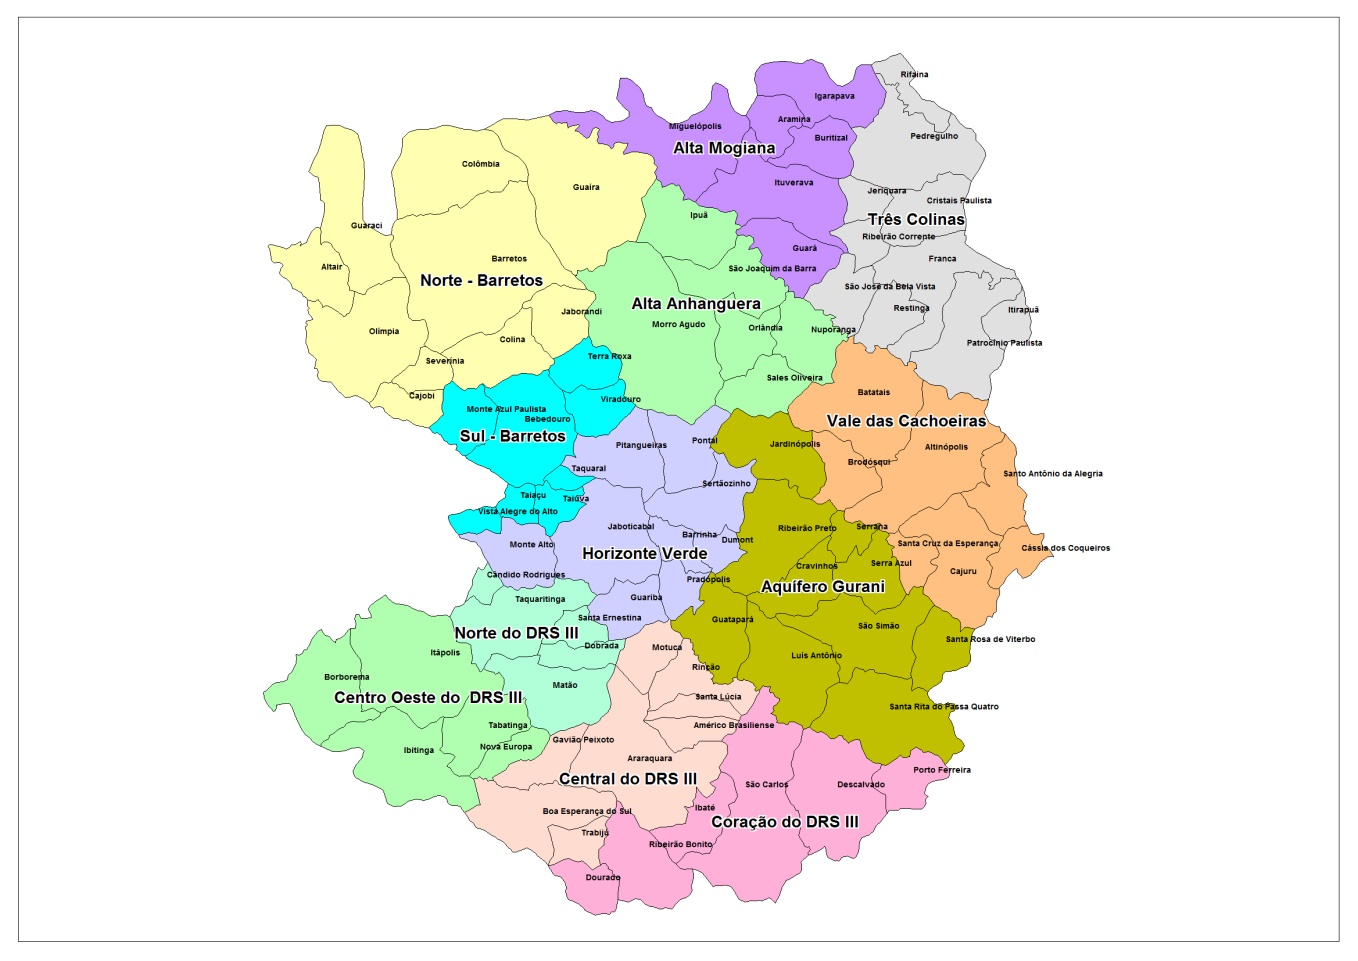 Rifaina
Igarapava
Aramina
Miguelópolis
Buritizal
Pedregulho
Alta Mogiana
Colômbia
Guaíra
Ituverava
Jeriquara
Cristais Paulista
Ipuã
Três Colinas
Guaraci
Ribeirão Corrente
Guará
Barretos
Franca
Altair
São Joaquim da Barra
Norte - Barretos
São José da Bela Vista
Alta Anhanguera
Restinga
Itirapuã
Jaborandi
Morro Agudo
Orlândia
Nuporanga
Olímpia
Colina
Patrocínio Paulista
Terra Roxa
Severínia
Sales Oliveira
Cajobi
Batatais
Viradouro
Monte Azul Paulista
Bebedouro
Vale das Cachoeiras
Sul - Barretos
Pitangueiras
Pontal
Jardinópolis
Altinópolis
Brodósqui
Taquaral
Santo Antônio da Alegria
Sertãozinho
Taiaçu
Taiúva
Vista Alegre do Alto
Jaboticabal
Ribeirão Preto
Serrana
Barrinha
Dumont
Monte Alto
Santa Cruz da Esperança
Cássia dos Coqueiros
Horizonte Verde
Cravinhos
Serra Azul
Cajuru
Cândido Rodrigues
Pradópolis
Aquífero Gurani
Taquaritinga
Guariba
Santa Ernestina
Guatapará
São Simão
Norte do DRS III
Santa Rosa de Viterbo
Dobrada
Motuca
Itápolis
Luís Antônio
Rincão
Borborema
Matão
Centro Oeste do DRS III
Santa Lúcia
Santa Rita do Passa Quatro
Tabatinga
Américo Brasiliense
Gavião Peixoto
Nova Europa
Ibitinga
Araraquara
Porto Ferreira
Central do DRS III
São Carlos
Descalvado
Ibaté
Boa Esperança do Sul
Coração do DRS III
Trabiju
Ribeirão Bonito
Dourado